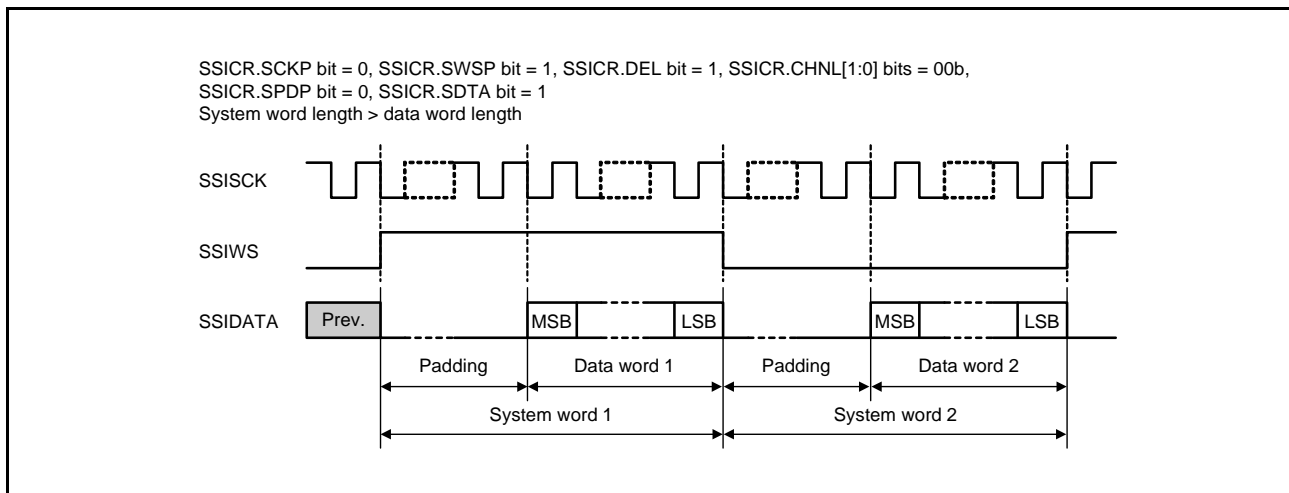 SSICR.SCKP bit = 0, SSICR.SWSP bit = 1, SSICR.DEL bit = 1, SSICR.CHNL[1:0] bits = 00b,
SSICR.SPDP bit = 0, SSICR.SDTA bit = 1
System word length > data word length
SSISCK
SSIWS
SSIDATA Prev. MSB LSB MSB LSB
Padding Data word 1 Padding Data word 2
System word 1 System word 2